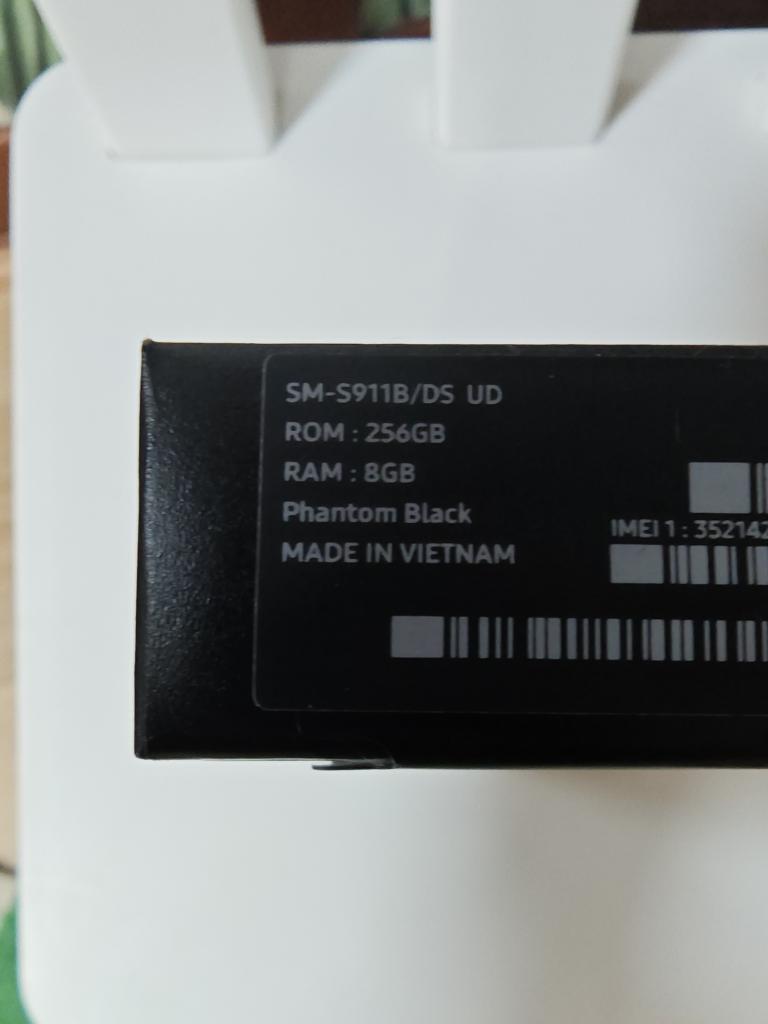 SM-S911B/DS UD
ROM : 256GB
RAM : 8GB
Phantom Black
MADE IN VIETNAM
IMEI 1 : 352142